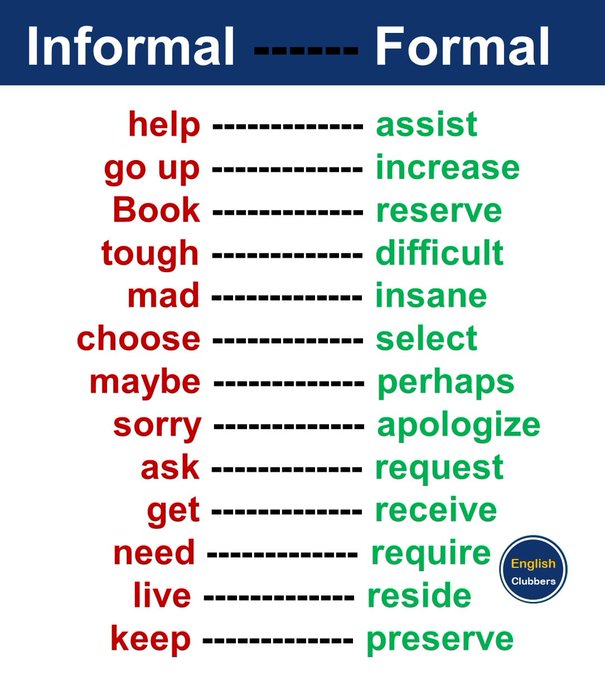 Informal ------ Formal
help ------------- assist
go up ------------- increase
Book ------------- reserve
tough ------------- difficult
mad ------------- insane
choose ------------- select
maybe ------------- perhaps
sorry ------------- apologize
ask ------------- request
get ------------- receive
need ------------- require
English
Clubbers
live ------------- reside
keep ------------- preserve